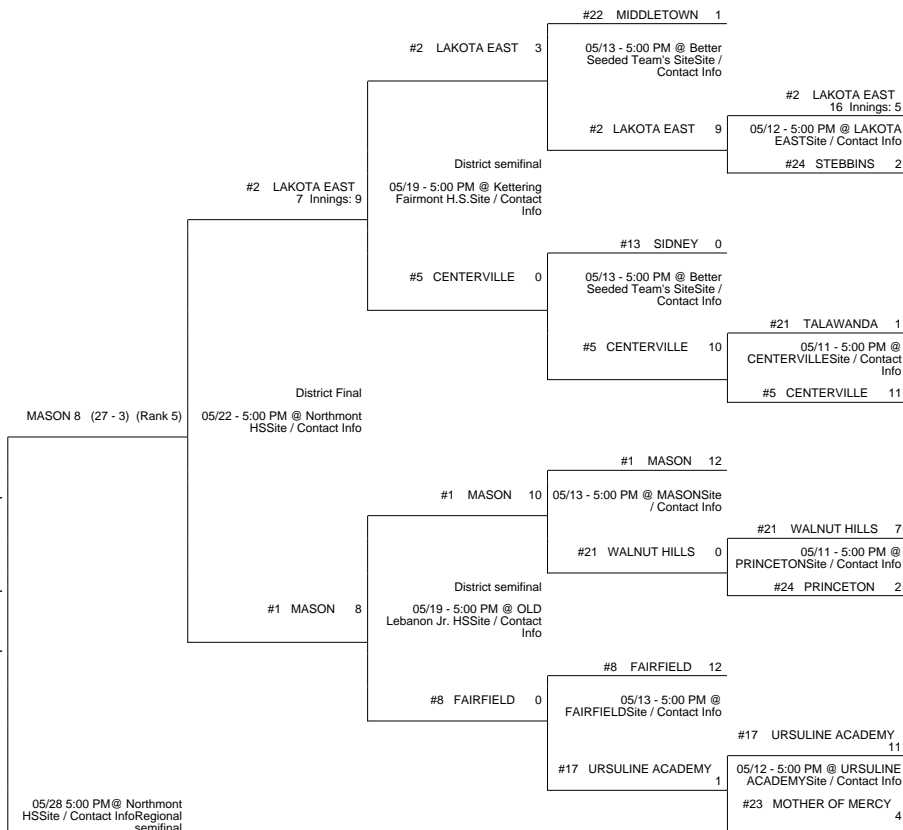 #22 MIDDLETOWN 1
#2 LAKOTA EAST 3
05/13 - 5:00 PM @ Better
Seeded Team's SiteSite /
Contact Info
#2 LAKOTA EAST
16 Innings: 5
#2 LAKOTA EAST 9
05/12 - 5:00 PM @ LAKOTA
EASTSite / Contact Info
#24 STEBBINS 2
District semifinal
05/19 - 5:00 PM @ Kettering
Fairmont H.S.Site / Contact
Info
#2 LAKOTA EAST
7 Innings: 9
#13 SIDNEY 0
#5 CENTERVILLE 0
05/13 - 5:00 PM @ Better
Seeded Team's SiteSite /
Contact Info
#21 TALAWANDA 1
#5 CENTERVILLE 10
05/11 - 5:00 PM @
CENTERVILLESite / Contact
Info
#5 CENTERVILLE 11
District Final
05/22 - 5:00 PM @ Northmont
HSSite / Contact Info
MASON 8 (27 - 3) (Rank 5)
#1 MASON 12
#1 MASON 10
05/13 - 5:00 PM @ MASONSite
/ Contact Info
#21 WALNUT HILLS 7
#21 WALNUT HILLS 0
05/11 - 5:00 PM @
PRINCETONSite / Contact Info
#24 PRINCETON 2
District semifinal
05/19 - 5:00 PM @ OLD
Lebanon Jr. HSSite / Contact
Info
#1 MASON 8
#8 FAIRFIELD 12
#8 FAIRFIELD 0
05/13 - 5:00 PM @
FAIRFIELDSite / Contact Info
#17 URSULINE ACADEMY
11
#17 URSULINE ACADEMY
1
05/12 - 5:00 PM @ URSULINE
ACADEMYSite / Contact Info
#23 MOTHER OF MERCY
4
05/28 5:00 PM@ Northmont
HSSite / Contact InfoRegional
semifinal